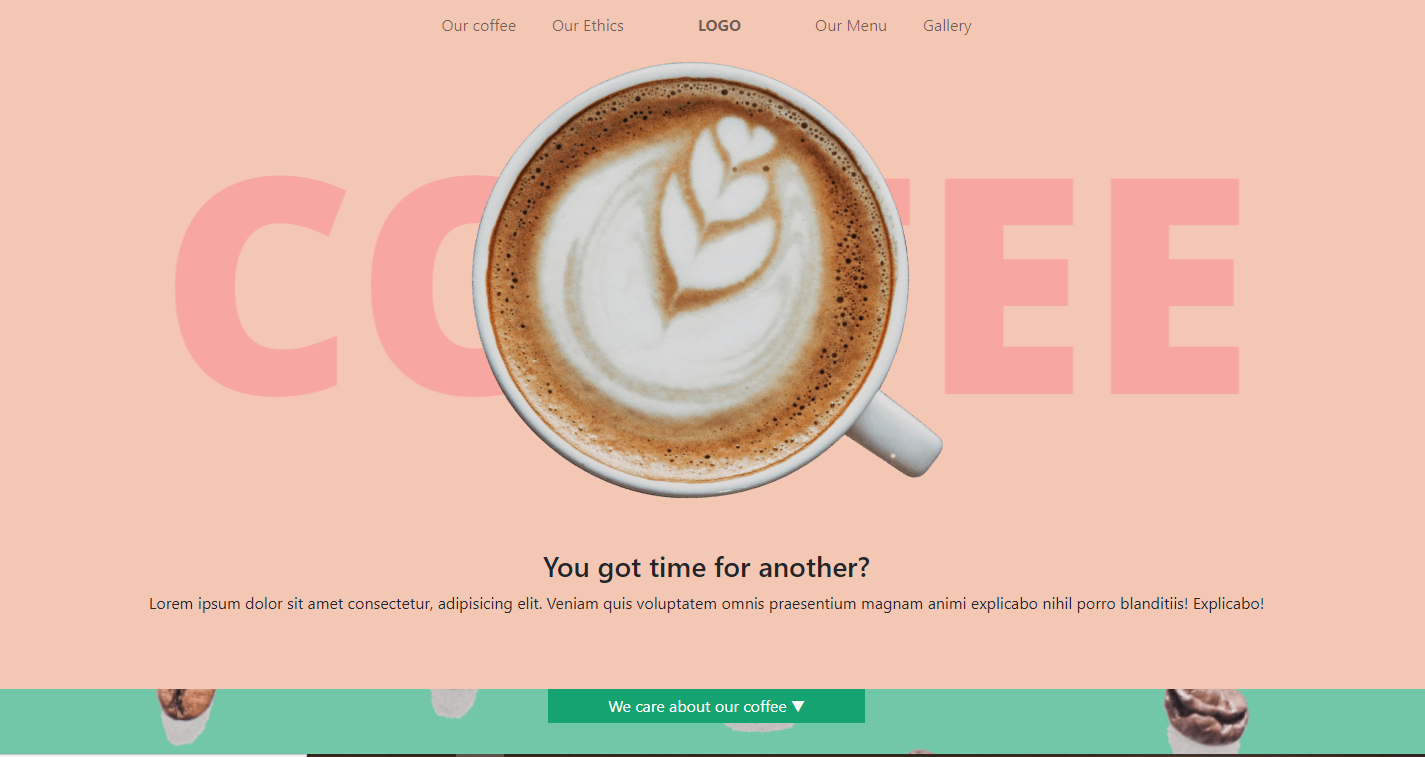 Our coffee Our Ethics LOGO Our Menu Gallery
CO EE
You got time for another?
Lorem ipsum dolor sit amet consectetur, adipisicing elit. Veniam quis voluptatem omnis praesentium magnam animi explicabo nihil porro blanditiis! Explicabo!
We care about our coffee ▼